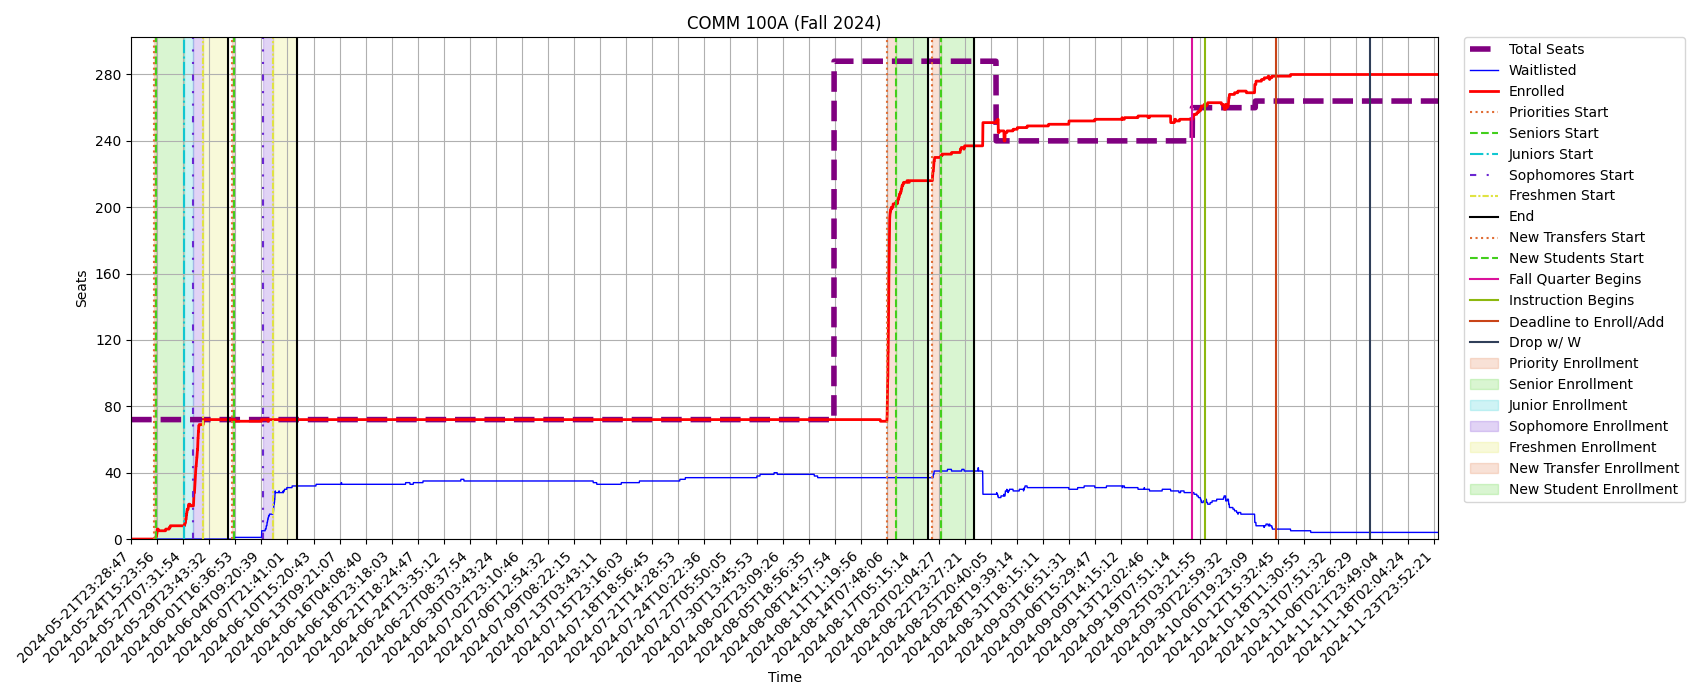 COMM 100A (Fall 2024)
Seats
280
240
200
160
120
80
40
0
2024-05-21T23:28:47
2024-05-24T15:23:56
2024-05-27T07:31:54
2024-05-29T23:43:32
2024-06-01T16:36:53
2024-06-04T09:20:39
2024-06-07T21:41:01
2024-06-10T15:20:43
2024-06-13T09:21:07
2024-06-16T04:08:40
2024-06-18T23:18:03
2024-06-21T18:24:47
2024-06-24T13:35:12
2024-06-27T08:37:54
2024-06-30T03:43:24
2024-07-02T23:10:46
2024-07-06T12:54:32
2024-07-09T08:22:15
2024-07-13T13:43:11
2024-07-15T23:16:03
2024-07-18T18:56:45
2024-07-21T14:28:53
2024-07-24T10:22:36
2024-07-27T05:50:05
2024-07-30T13:45:53
2024-08-02T23:09:26
2024-08-05T18:56:35
2024-08-08T14:57:54
2024-08-11T11:19:56
2024-08-14T07:48:06
2024-08-17T05:15:14
2024-08-20T02:04:27
2024-08-22T23:27:21
2024-08-25T20:40:05
2024-08-28T19:39:14
2024-08-31T18:15:11
2024-09-03T16:51:31
2024-09-06T15:29:47
2024-09-09T14:15:12
2024-09-13T12:02:46
2024-09-19T07:51:14
2024-09-25T03:21:55
2024-09-30T22:59:32
2024-10-06T19:23:09
2024-10-12T15:32:45
2024-10-18T11:30:55
2024-10-31T07:51:32
2024-11-06T02:26:29
2024-11-11T23:49:04
2024-11-18T02:04:24
2024-11-23T23:52:21
Time
Total Seats
Waitlisted
Enrolled
Priorities Start
Seniors Start
Juniors Start
Sophomores Start
Freshmen Start
End
New Transfers Start
New Students Start
Fall Quarter Begins
Instruction Begins
Deadline to Enroll/Add
Drop w/ W
Priority Enrollment
Senior Enrollment
Junior Enrollment
Sophomore Enrollment
Freshmen Enrollment
New Transfer Enrollment
New Student Enrollment